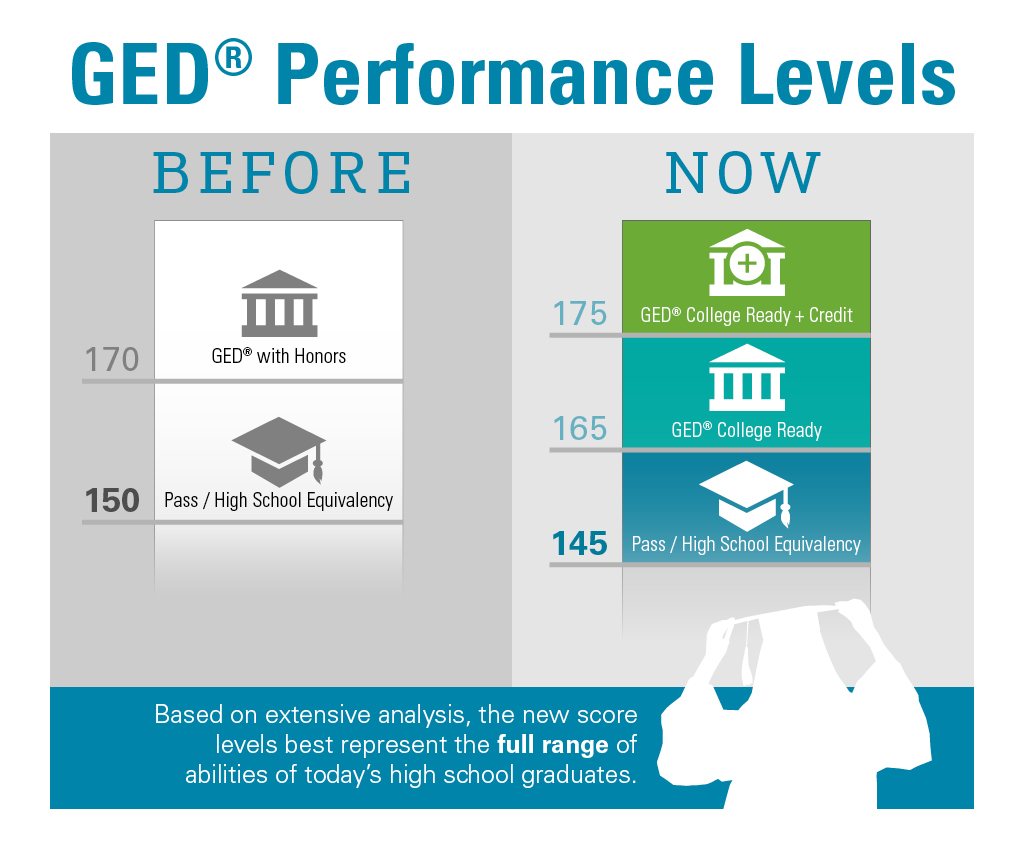 GED® Performance Levels
BEFORE
170
GED® with Honors
150
Pass / High School Equivalency
NOW
175
GED® College Ready + Credit
165
GED® College Ready
145
Pass / High School Equivalency
Based on extensive analysis, the new score
levels best represent the full range of
abilities of today’s high school graduates.